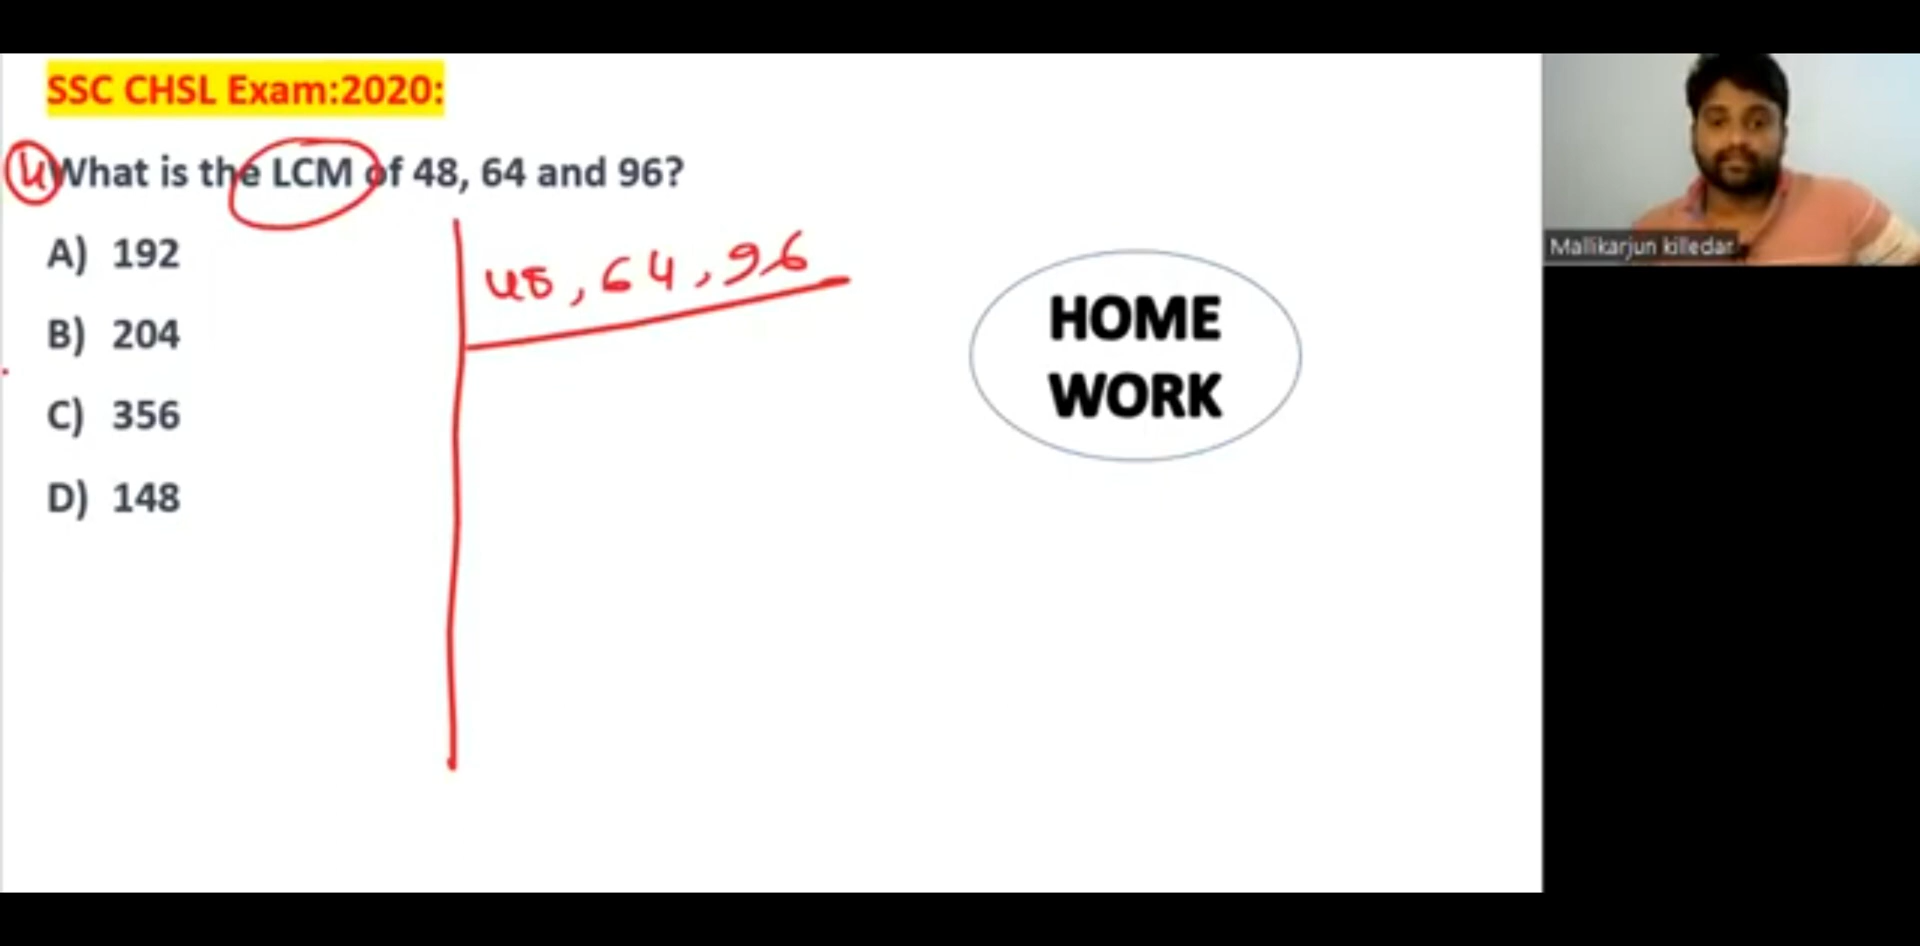 SSC CHSL Exam:2020:
4 What is the LCM of 48, 64 and 96?
A) 192
B) 204
C) 356
D) 148
48, 64, 96
HOME
WORK
Mallikarjun killedar